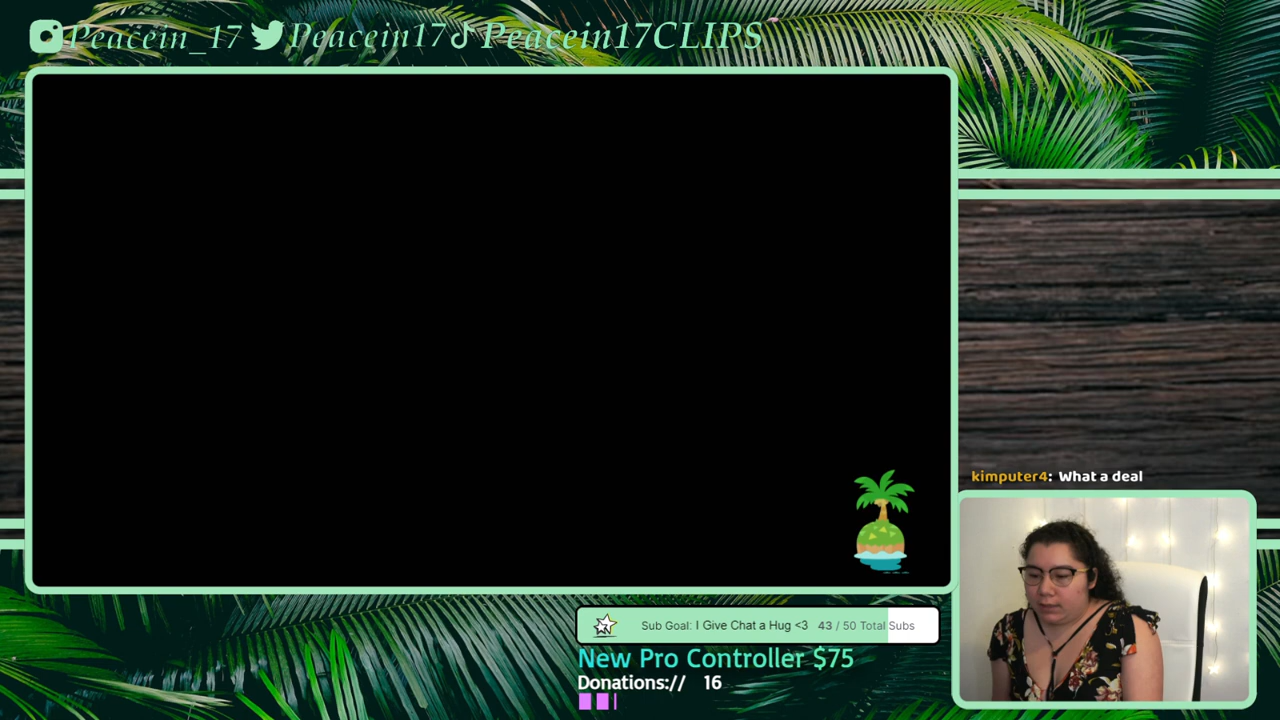 Peacein_17 Peacein17 Peacein17CLIPS
kimputer4: What a deal
Sub Goal: I Give Chat a Hug <3 43 / 50 Total Subs
New Pro Controller $75
Donations:// 16